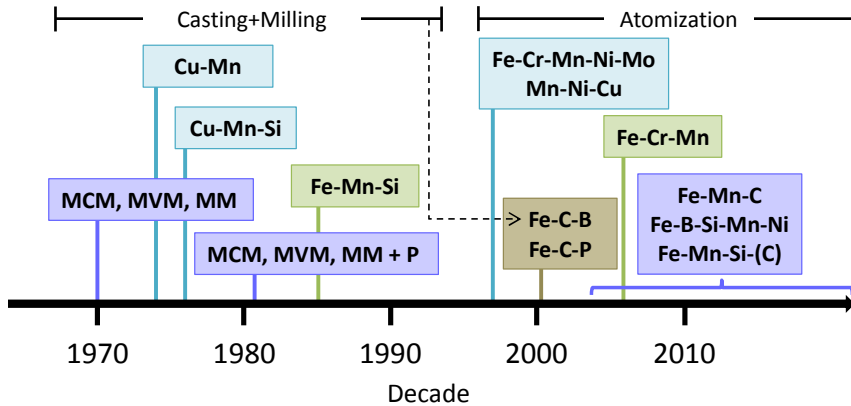 Casting+Milling
Atomization
Cu-Mn
Fe-Cr-Mn-Ni-Mo
Mn-Ni-Cu
Cu-Mn-Si
Fe-Cr-Mn
MCM, MVM, MM
Fe-Mn-Si
Fe-Mn-C
Fe-B-Si-Mn-Ni
Fe-Mn-Si-(C)
Fe-C-B
Fe-C-P
MCM, MVM, MM + P
1970
1980
1990
2000
2010
Decade